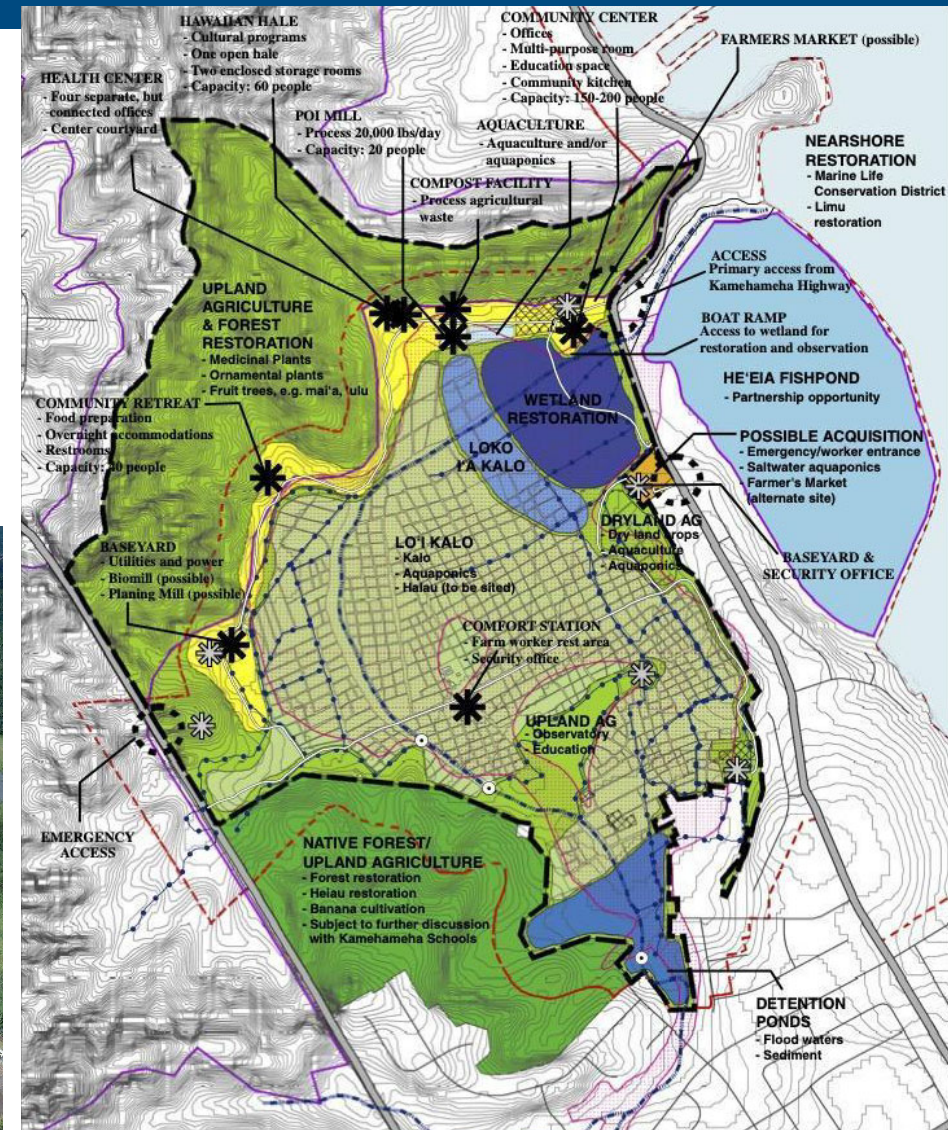 HAWAIIAN HALE
- Cultural programs
- One open hale
- Two enclosed storage rooms
- Capacity: 60 people
COMMUNITY CENTER
- Offices
- Multi-purpose room
- Education space
- Community kitchen
- Capacity: 150-200 people
FARMERS MARKET (possible)
HEALTH CENTER
- Four separate, but
connected offices
- Center courtyard
POI MILL
- Process 20,000 lbs/day
- Capacity: 20 people
AQUACULTURE
- Aquaculture and/or
aquaponics
COMPOST FACILITY
- Process agricultural
waste
NEARSHORE
RESTORATION
- Marine Life
Conservation District
- Limu
restoration
ACCESS
Primary access from
Kamehameha Highway
BOAT RAMP
Access to wetland for
restoration and observation
HE'EIA FISHPOND
- Partnership opportunity
UPLAND
AGRICULTURE
& FOREST
RESTORATION
- Medicinal Plants
- Ornamental plants
- Fruit trees, e.g. mai'a, 'ulu
COMMUNITY RETREAT
- Food preparation
- Overnight accommodations
- Restrooms
- Capacity: people
WETLAND
RESTORATION
LOKO
I'A KALO
POSSIBLE ACQUISITION
- Emergency/worker entrance
- Saltwater aquaponics
- Farmer's Market
(alternate site)
DRYLAND AG
- Dry land crops
- Aquaculture
- Aquaponics
BASEYARD &
SECURITY OFFICE
LO'I KALO
- Kalo
- Aquaponics
- Halau (to be sited)
BASEYARD
- Utilities and power
- Biomill (possible)
- Planing Mill (possible)
COMFORT STATION
- Farm worker rest area
- Security office
UPLAND AG
- Observatory
- Education
EMERGENCY
ACCESS
NATIVE FOREST/
UPLAND AGRICULTURE
- Forest restoration
- Heiau restoration
- Banana cultivation
- Subject to further discussion
with Kamehameha Schools
DETENTION
PONDS
- Flood waters
- Sediment